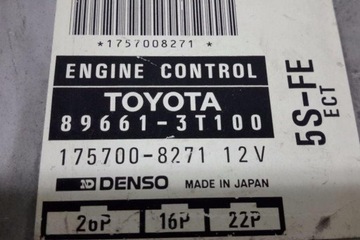 *1757008271*
ENGINE CONTROL
TOYOTA
89661-3T100
175700-8271 12V
DENSO MADE IN JAPAN
26P 16P 22P
5S-FE
ECT